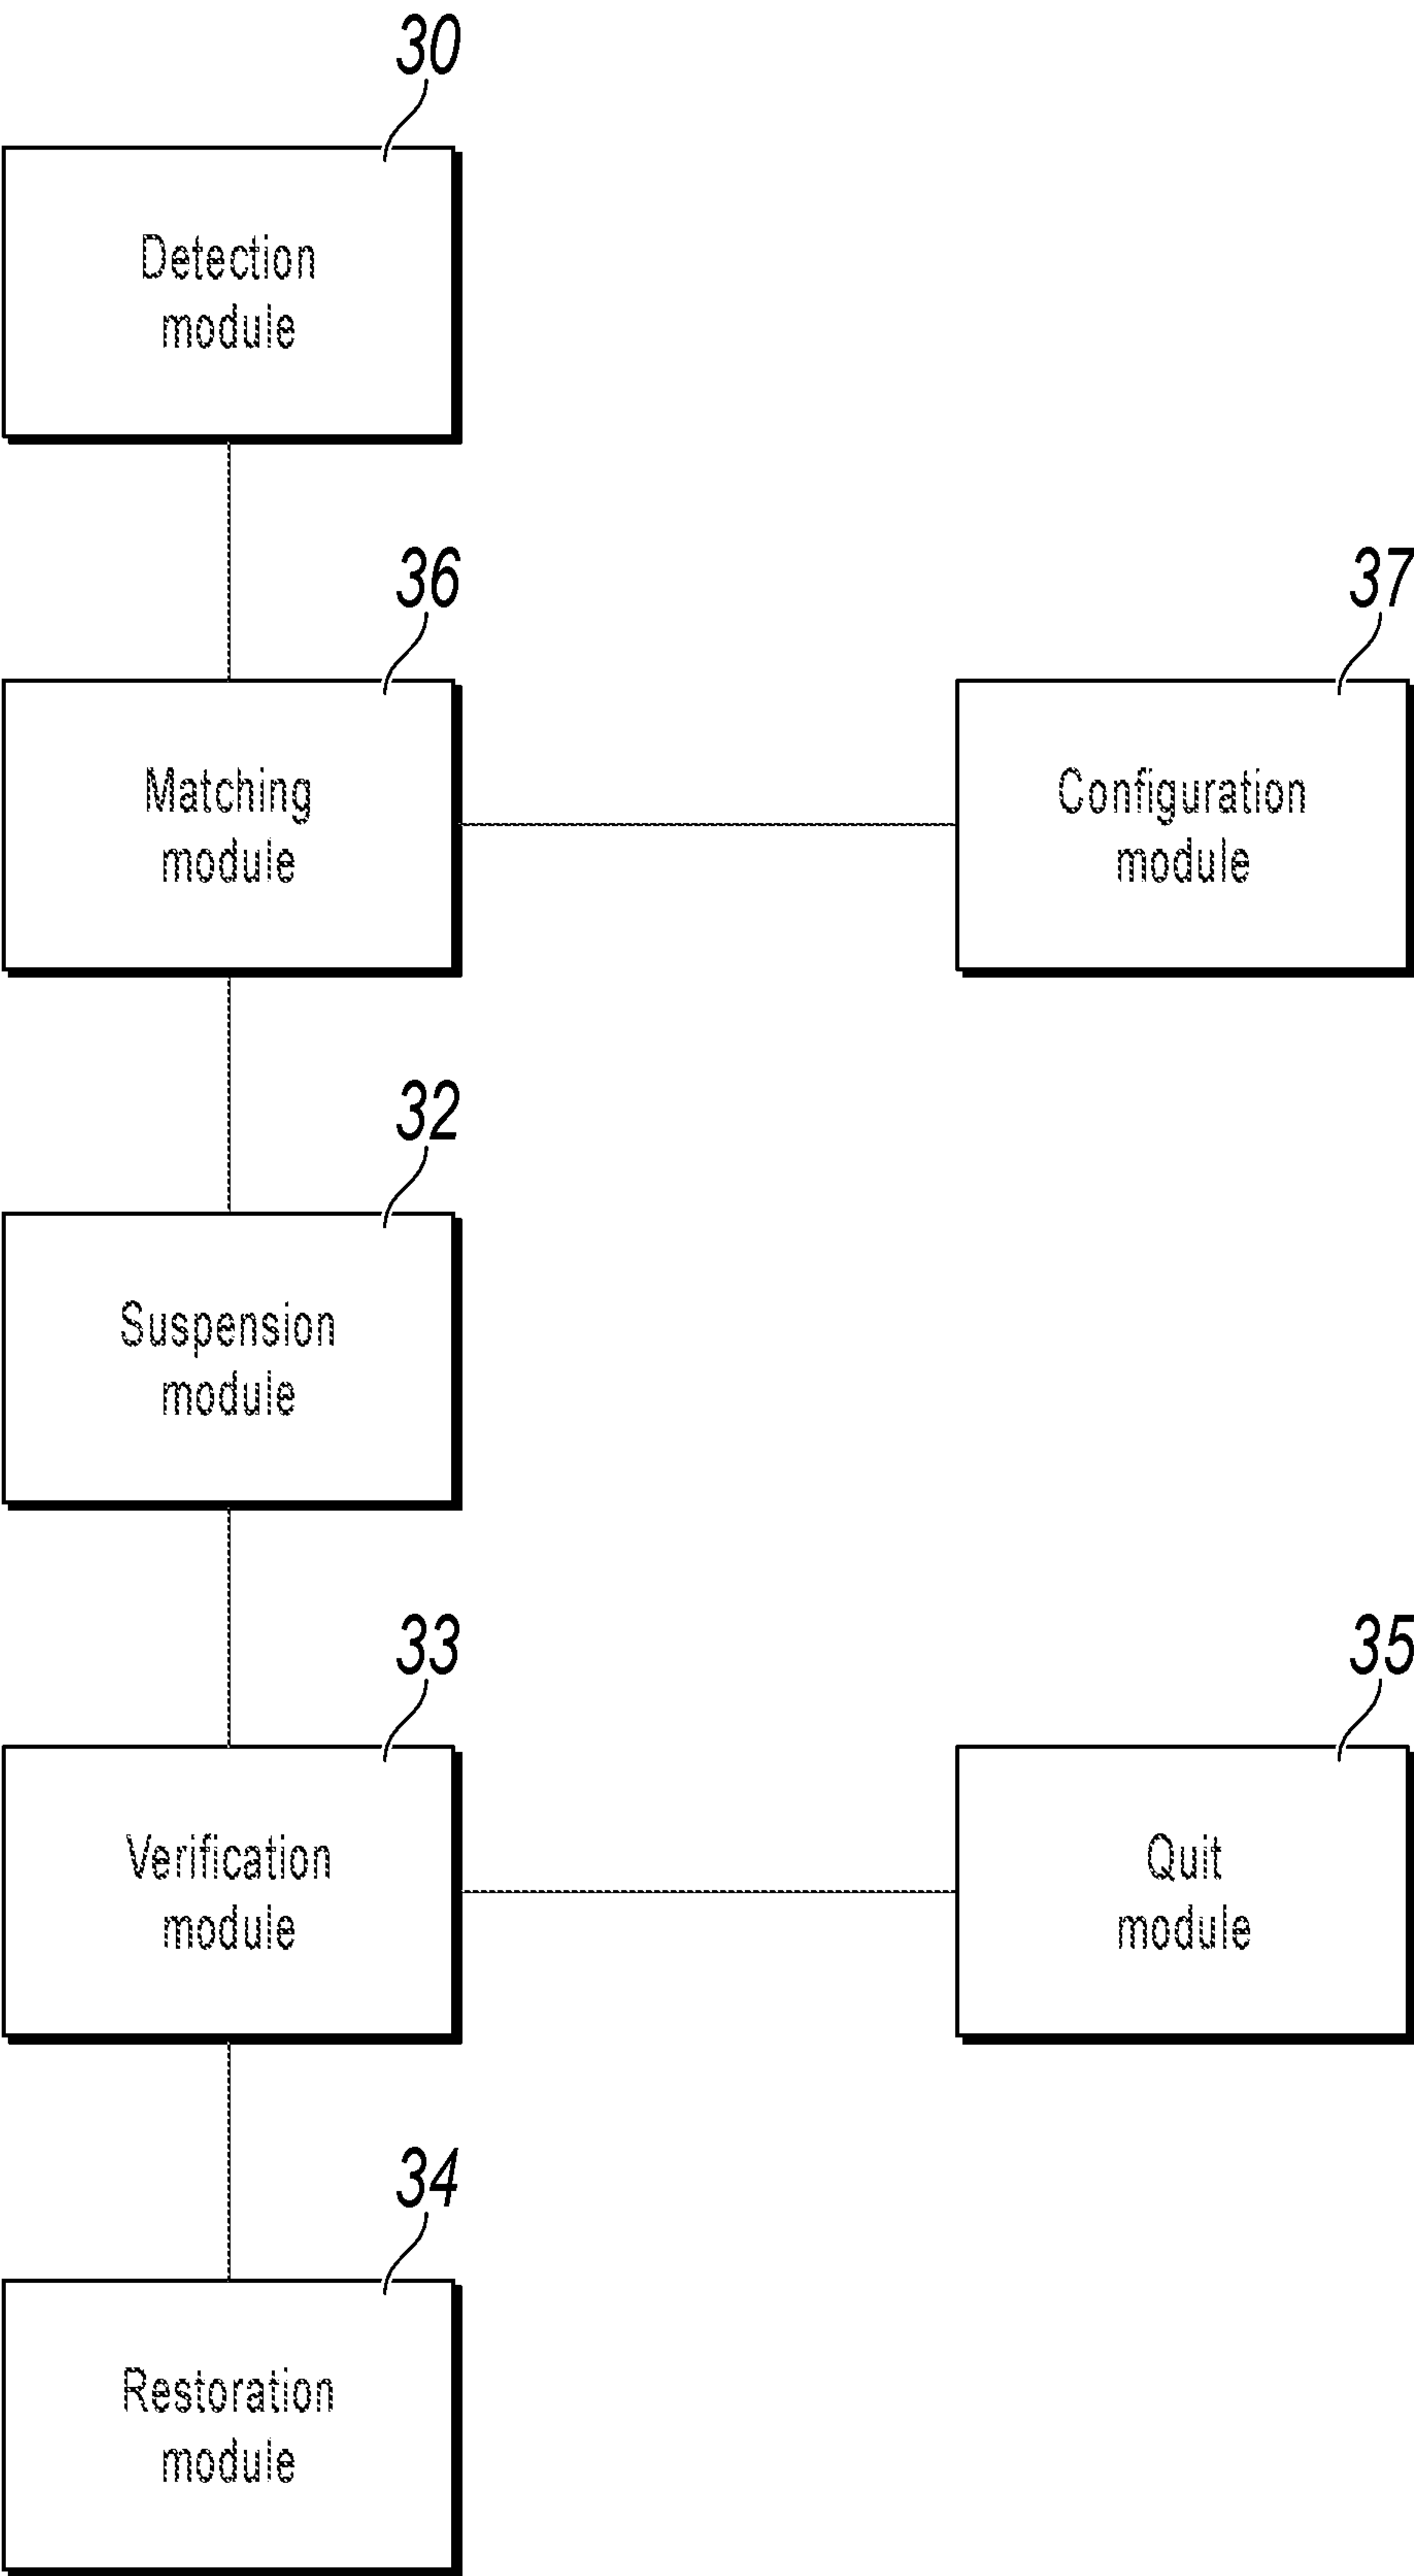 30
Detection
module
36
Matching
module
37
Configuration
module
32
Suspension
module
33
Verification
module
35
Quit
module
34
Restoration
module